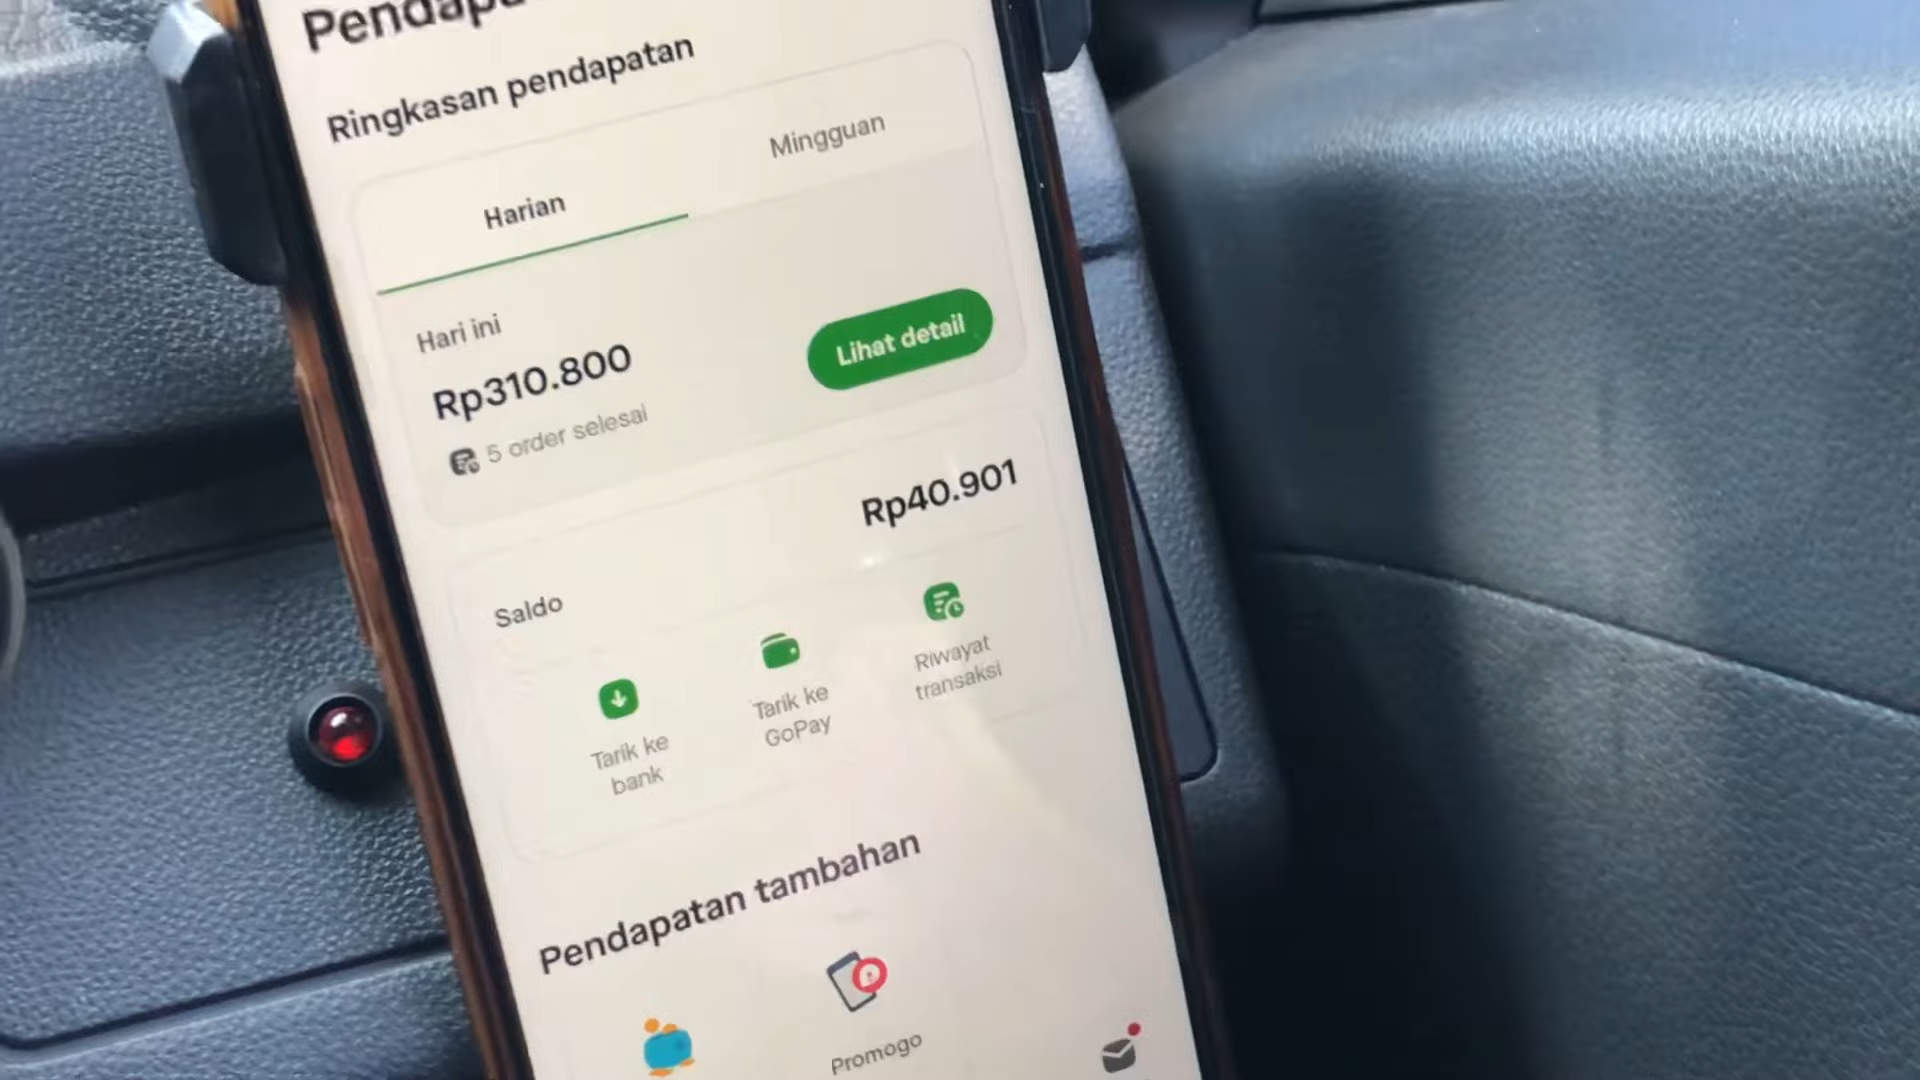 Ringkasan pendapatan
Harian
Mingguan
Hari ini
Rp310.800
Lihat detail
5 order selesai
Saldo
Rp40.901
Tarik ke
bank
Tarik ke
GoPay
Riwayat
transaksi
Pendapatan tambahan
Promogo